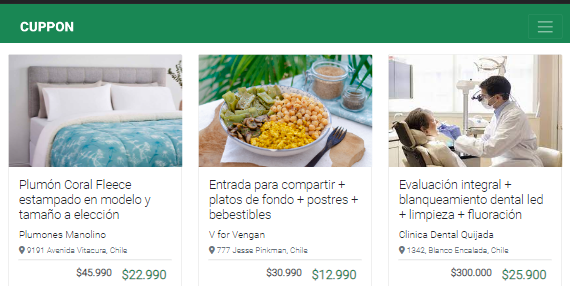 CUPPON
Plumón Coral Fleece
estampado en modelo y
tamaño a elección
Plumones Manolino
9191 Avenida Vitacura, Chile
$45.990 $22.990
Entrada para compartir +
platos de fondo + postres +
bebestibles
V for Vengan
777 Jesse Pinkman, Chile
$30.990 $12.990
Evaluación integral +
blanqueamiento dental led
+ limpieza + fluoración
Clinica Dental Quijada
1342, Blanco Encalada, Chile
$300.000 $25.900